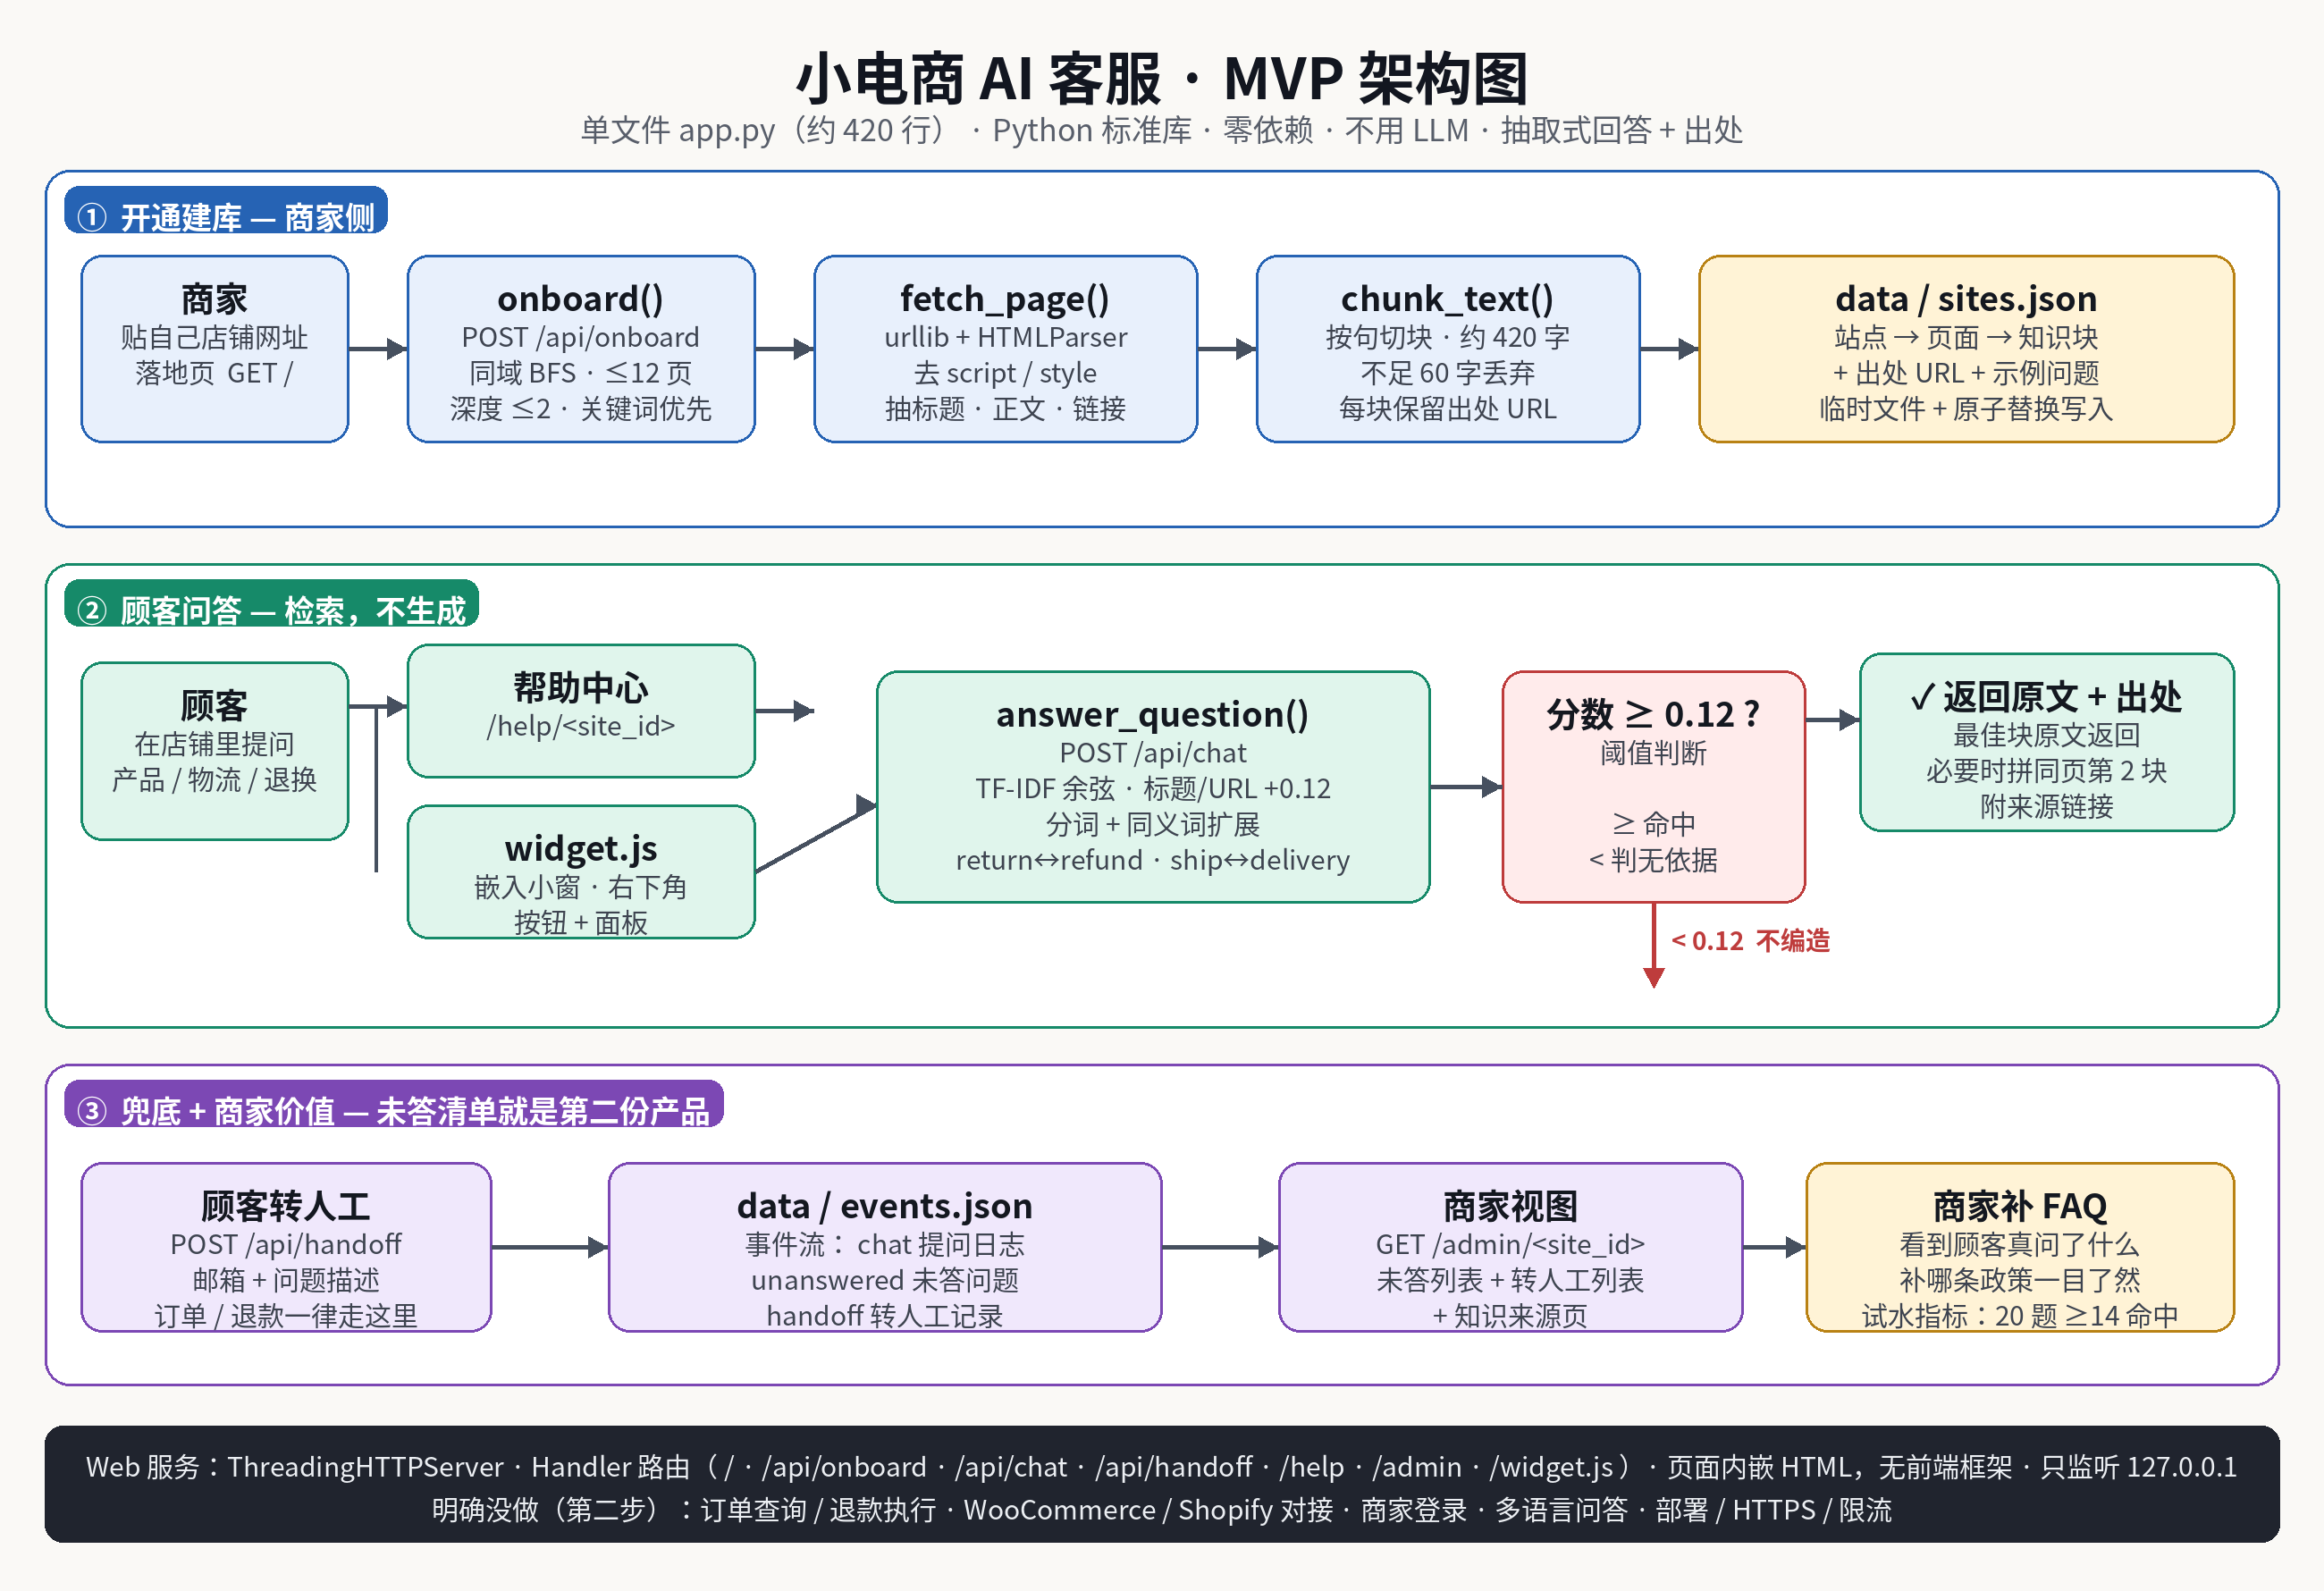 小电商 AI 客服 · MVP 架构图
单文件 app.py（约 420 行） · Python 标准库 · 零依赖 · 不用 LLM · 抽取式回答 + 出处
① 开通建库 — 商家侧
商家
贴自己店铺网址
落地页 GET /
onboard()
POST /api/onboard
同域 BFS · ≤12 页
深度 ≤2 · 关键词优先
fetch_page()
urllib + HTMLParser
去 script / style
抽标题 · 正文 · 链接
chunk_text()
按句切块 · 约 420 字
不足 60 字丢弃
每块保留出处 URL
data / sites.json
站点 → 页面 → 知识块
+ 出处 URL + 示例问题
临时文件 + 原子替换写入
② 顾客问答 — 检索，不生成
顾客
在店铺里提问
产品 / 物流 / 退换
帮助中心
/help/<site_id>
widget.js
嵌入小窗 · 右下角
按钮 + 面板
answer_question()
POST /api/chat
TF-IDF 余弦 · 标题/URL +0.12
分词 + 同义词扩展
return↔refund · ship↔delivery
分数 ≥ 0.12 ?
阈值判断
≥ 命中
< 判无依据
✓ 返回原文 + 出处
最佳块原文返回
必要时拼同页第 2 块
附来源链接
< 0.12 不编造
③ 兜底 + 商家价值 — 未答清单就是第二份产品
顾客转人工
POST /api/handoff
邮箱 + 问题描述
订单 / 退款一律走这里
data / events.json
事件流： chat 提问日志
unanswered 未答问题
handoff 转人工记录
商家视图
GET /admin/<site_id>
未答列表 + 转人工列表
+ 知识来源页
商家补 FAQ
看到顾客真问了什么
补哪条政策一目了然
试水指标：20 题 ≥14 命中
Web 服务：ThreadingHTTPServer · Handler 路由（ / · /api/onboard · /api/chat · /api/handoff · /help · /admin · /widget.js ） · 页面内嵌 HTML，无前端框架 · 只监听 127.0.0.1
明确没做（第二步）：订单查询 / 退款执行 · WooCommerce / Shopify 对接 · 商家登录 · 多语言问答 · 部署 / HTTPS / 限流